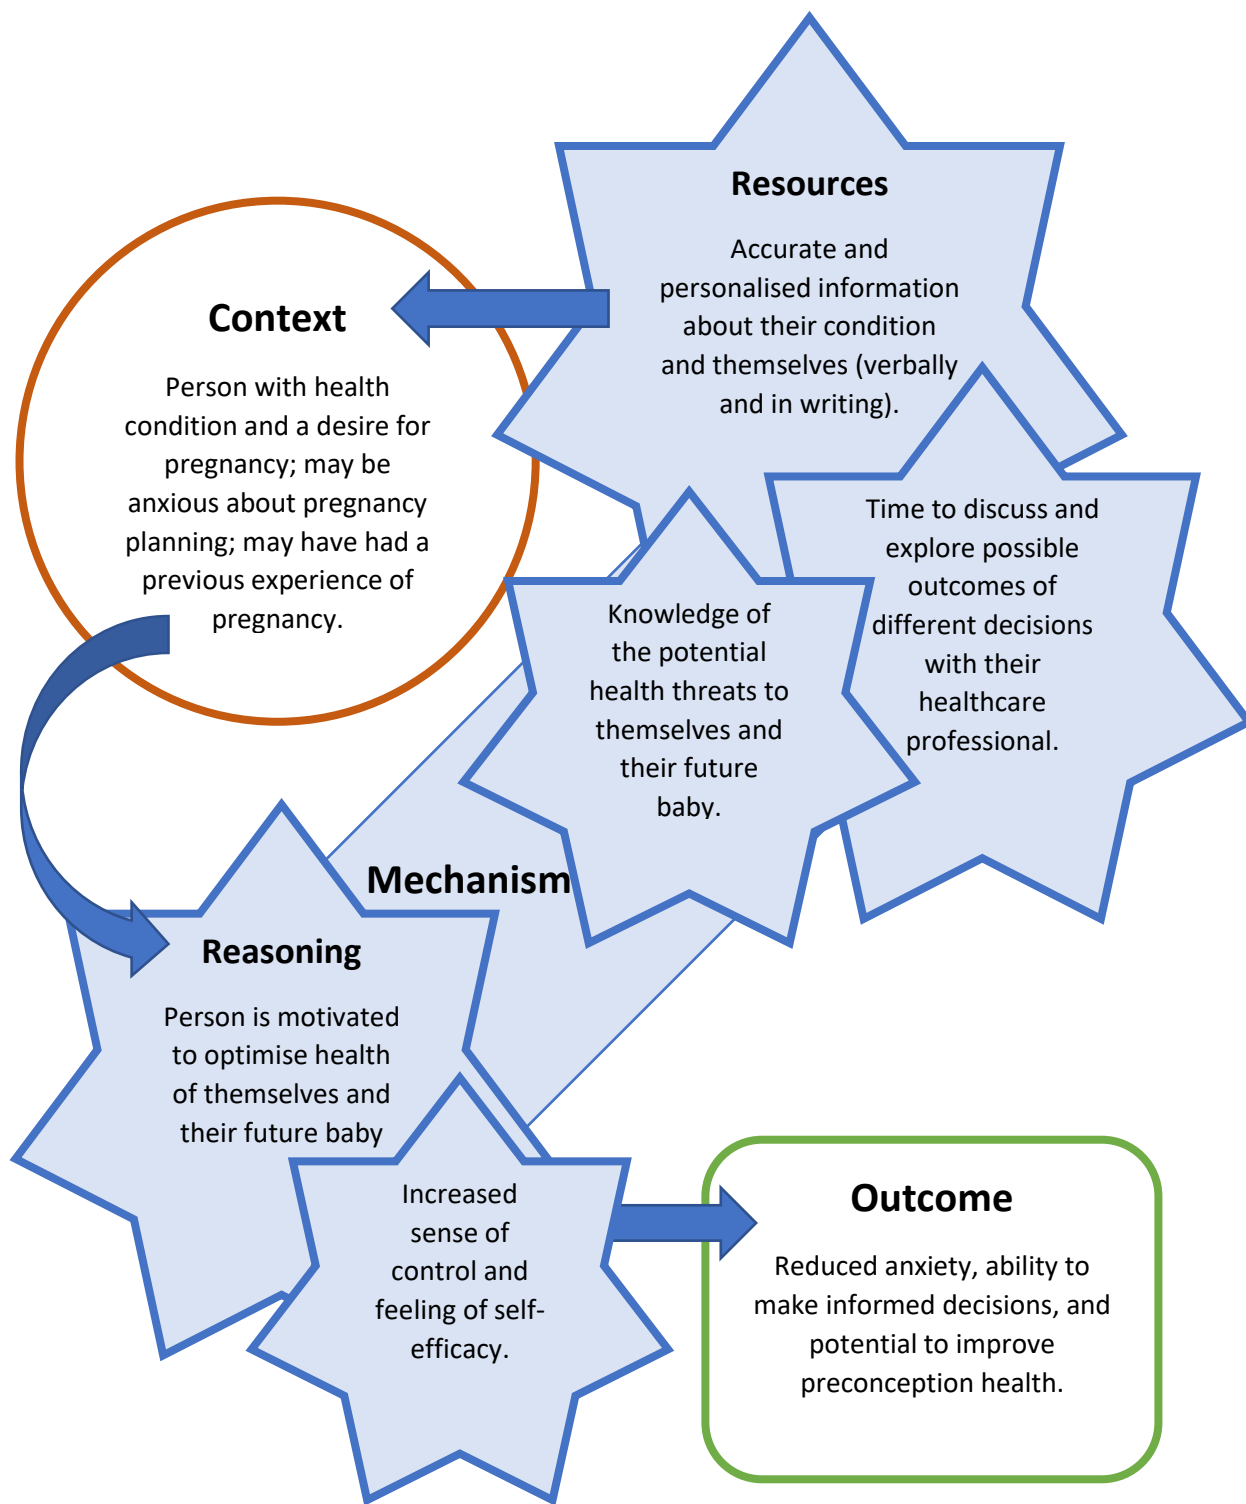 Resources
Accurate and
personalised information
about their condition
and themselves (verbally
and in writing).
Context
Person with health
condition and a desire for
pregnancy; may be
anxious about pregnancy
planning; may have had a
previous experience of
pregnancy.
Time to discuss and
explore possible
outcomes of
different decisions
with their
healthcare
professional.
Knowledge of
the potential
health threats to
themselves and
their future
baby.
Mechanism
Reasoning
Person is motivated
to optimise health
of themselves and
their future baby
Increased
sense of
control and
feeling of self-
efficacy.
Outcome
Reduced anxiety, ability to
make informed decisions, and
potential to improve
preconception health.